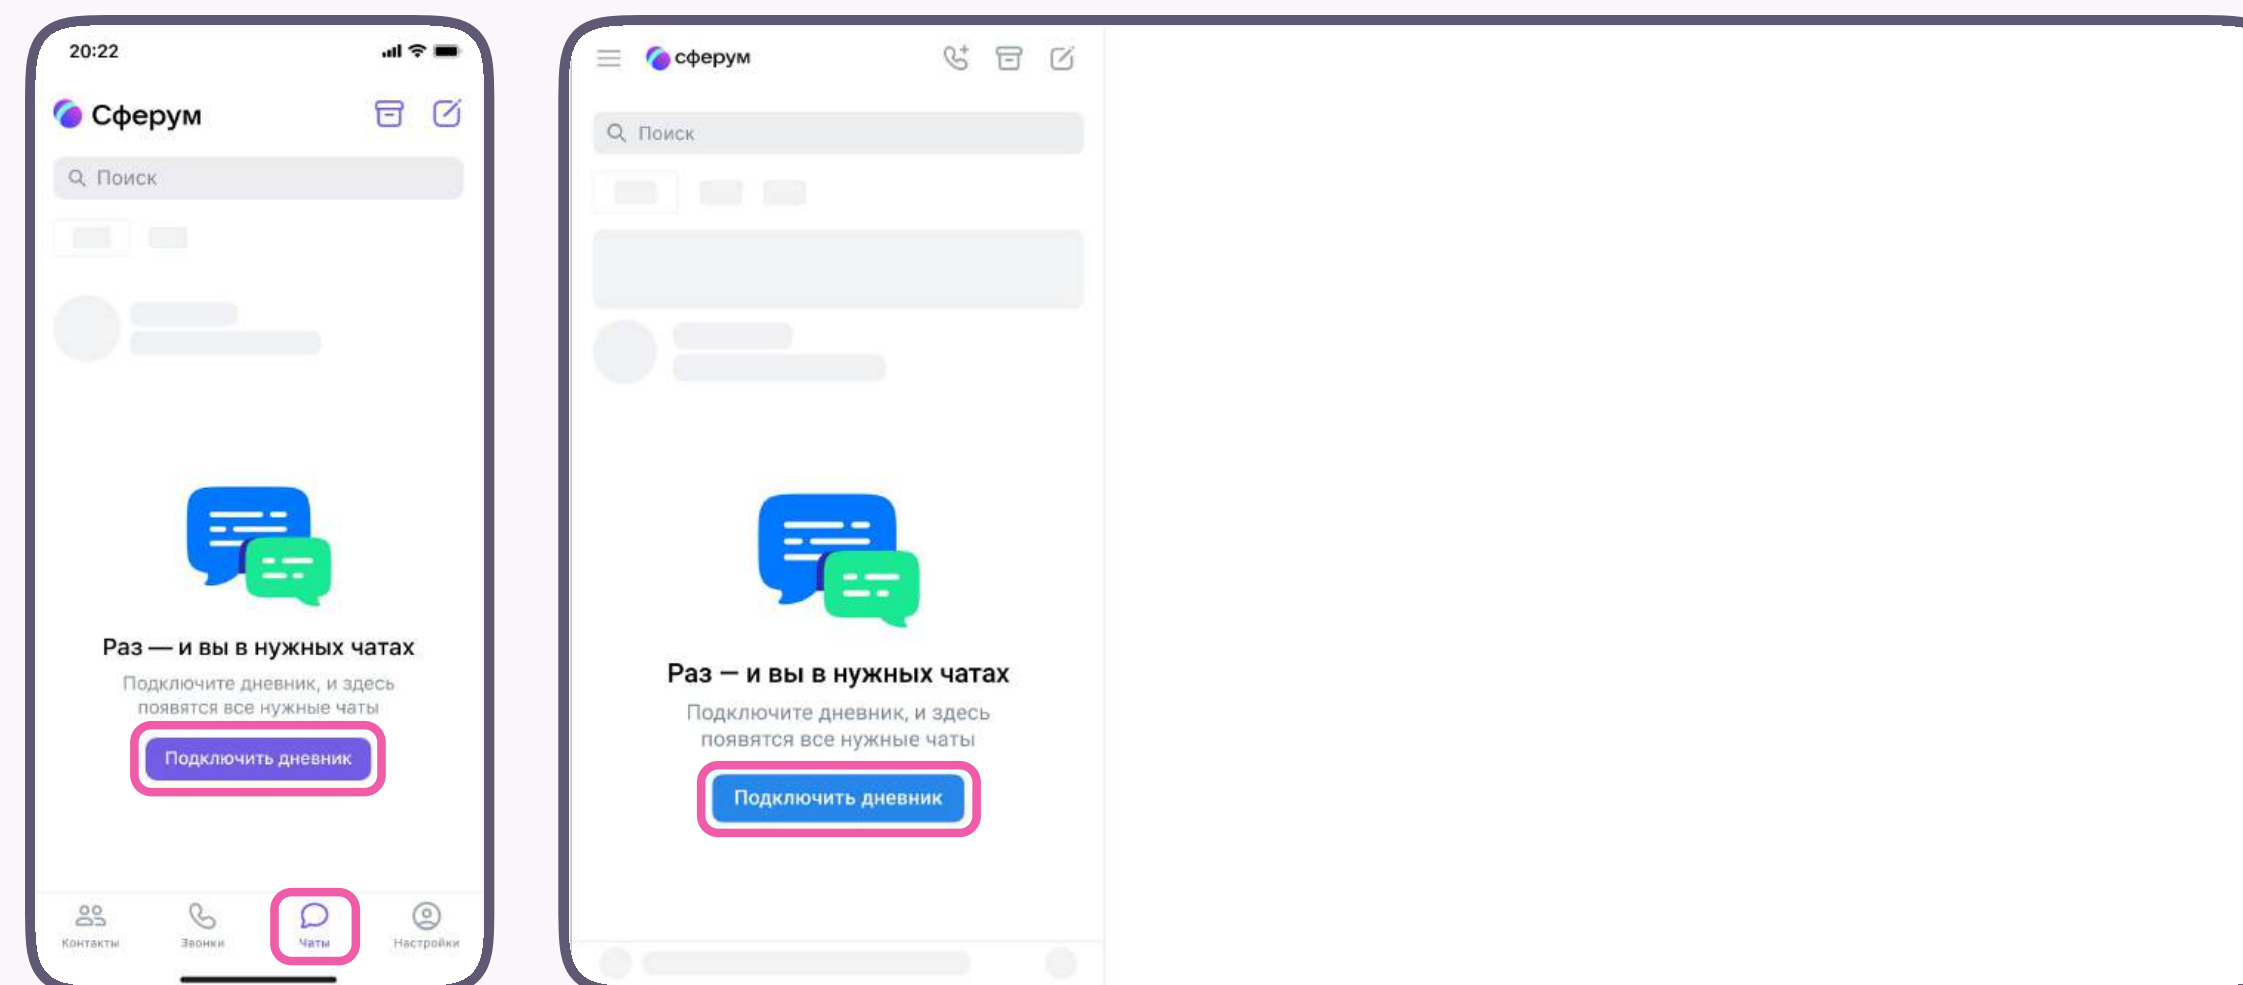 20:22
Сферум
Поиск
Раз — и вы в нужных чатах
Подключите дневник, и здесь
появятся все нужные чаты
Подключить дневник
Контакты
Звонки
Чаты
Настройки
сферум
Поиск
Раз — и вы в нужных чатах
Подключите дневник, и здесь
появятся все нужные чаты
Подключить дневник